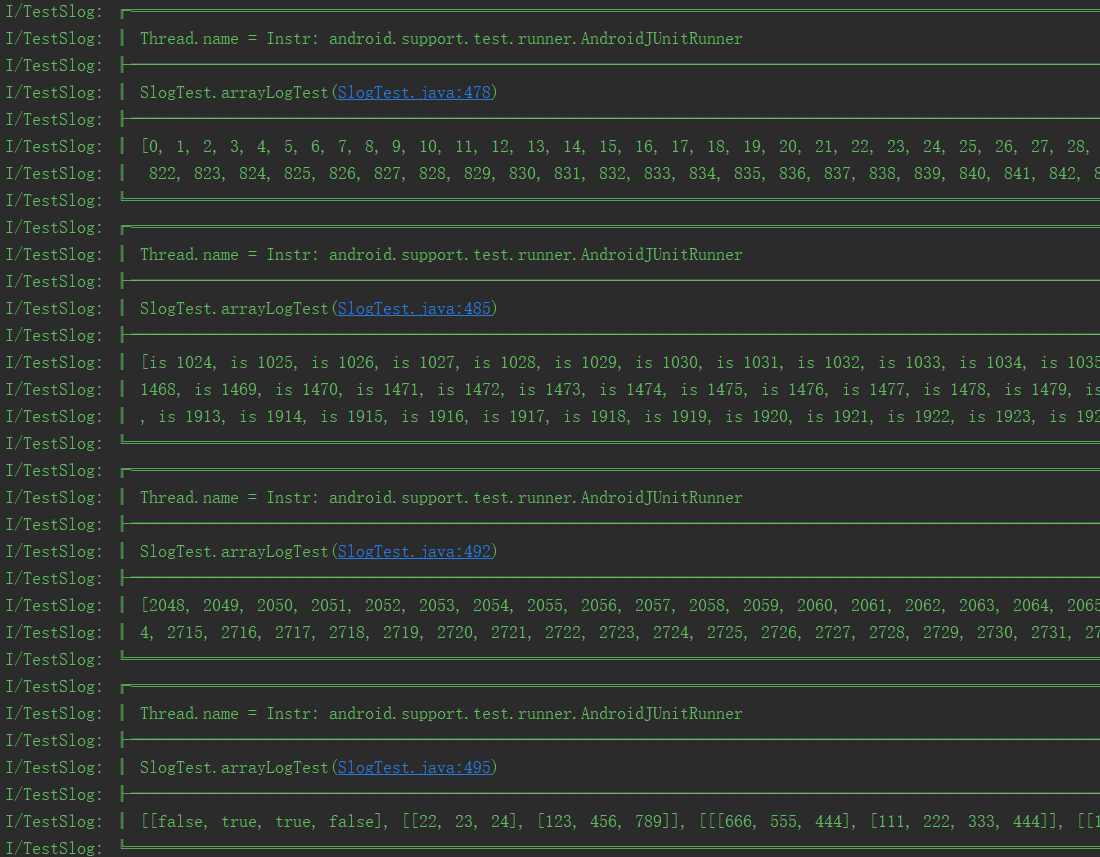 I/TestSlog: ╔════════════════════════════════════════
I/TestSlog: ║ Thread.name = Instr: android.support.test.runner.AndroidJUnitRunner
I/TestSlog: ╟────────────────────────────────────────
I/TestSlog: ║ SlogTest.arrayLogTest(SlogTest.java:478)
I/TestSlog: ╟────────────────────────────────────────
I/TestSlog: ║ [0, 1, 2, 3, 4, 5, 6, 7, 8, 9, 10, 11, 12, 13, 14, 15, 16, 17, 18, 19, 20, 21, 22, 23, 24, 25, 26, 27, 28,
I/TestSlog: ║  822, 823, 824, 825, 826, 827, 828, 829, 830, 831, 832, 833, 834, 835, 836, 837, 838, 839, 840, 841, 842,
I/TestSlog: ╚════════════════════════════════════════
I/TestSlog: ╔════════════════════════════════════════
I/TestSlog: ║ Thread.name = Instr: android.support.test.runner.AndroidJUnitRunner
I/TestSlog: ╟────────────────────────────────────────
I/TestSlog: ║ SlogTest.arrayLogTest(SlogTest.java:485)
I/TestSlog: ╟────────────────────────────────────────
I/TestSlog: ║ [is 1024, is 1025, is 1026, is 1027, is 1028, is 1029, is 1030, is 1031, is 1032, is 1033, is 1034, is 1035
I/TestSlog: ║ 1468, is 1469, is 1470, is 1471, is 1472, is 1473, is 1474, is 1475, is 1476, is 1477, is 1478, is 1479, is
I/TestSlog: ║ , is 1913, is 1914, is 1915, is 1916, is 1917, is 1918, is 1919, is 1920, is 1921, is 1922, is 1923, is 192
I/TestSlog: ╚════════════════════════════════════════
I/TestSlog: ╔════════════════════════════════════════
I/TestSlog: ║ Thread.name = Instr: android.support.test.runner.AndroidJUnitRunner
I/TestSlog: ╟────────────────────────────────────────
I/TestSlog: ║ SlogTest.arrayLogTest(SlogTest.java:492)
I/TestSlog: ╟────────────────────────────────────────
I/TestSlog: ║ [2048, 2049, 2050, 2051, 2052, 2053, 2054, 2055, 2056, 2057, 2058, 2059, 2060, 2061, 2062, 2063, 2064, 2065
I/TestSlog: ║ 4, 2715, 2716, 2717, 2718, 2719, 2720, 2721, 2722, 2723, 2724, 2725, 2726, 2727, 2728, 2729, 2730, 2731, 27
I/TestSlog: ╚════════════════════════════════════════
I/TestSlog: ╔════════════════════════════════════════
I/TestSlog: ║ Thread.name = Instr: android.support.test.runner.AndroidJUnitRunner
I/TestSlog: ╟────────────────────────────────────────
I/TestSlog: ║ SlogTest.arrayLogTest(SlogTest.java:495)
I/TestSlog: ╟────────────────────────────────────────
I/TestSlog: ║ [[false, true, true, false], [[22, 23, 24], [123, 456, 789]], [[[666, 555, 444], [111, 222, 333, 444]], [[1
I/TestSlog: ╚════════════════════════════════════════